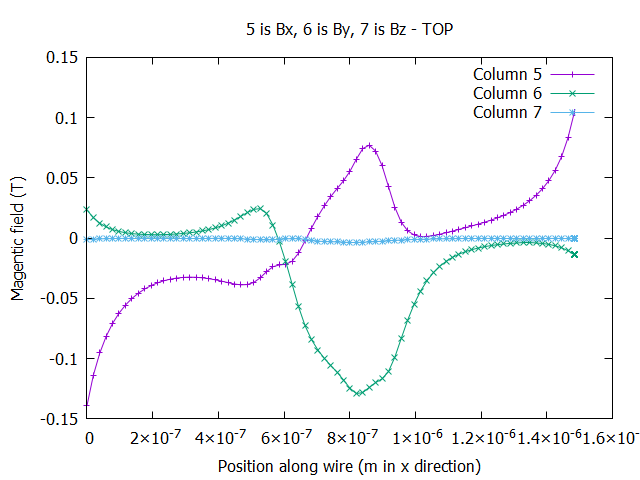 5 is Bx, 6 is By, 7 is Bz - TOP
0.15
0.1
0.05
0
-0.05
-0.1
-0.15
Magentic field (T)
Column 5
Column 6
Column 7
0 2×10⁻⁷ 4×10⁻⁷ 6×10⁻⁷ 8×10⁻⁷ 1×10⁻⁶ 1.2×10⁻⁶ 1.4×10⁻⁶ 1.6×10⁻
Position along wire (m in x direction)